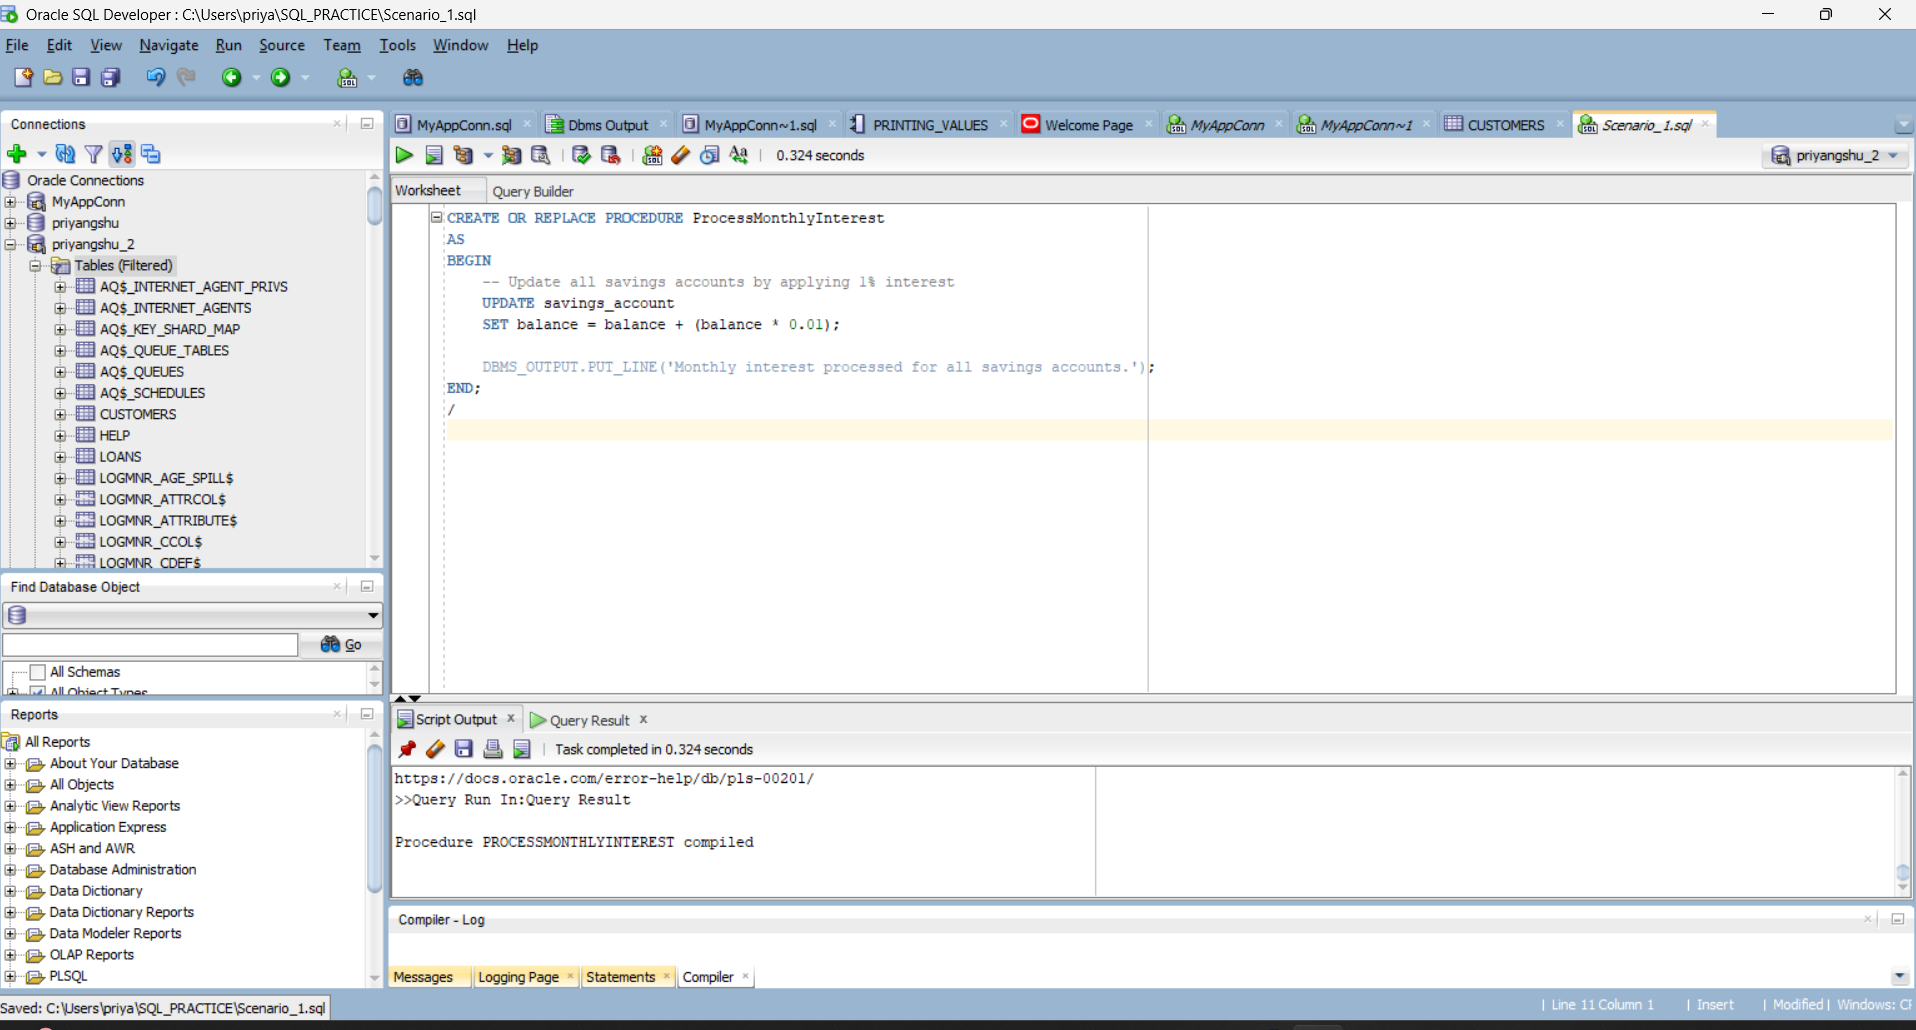 Oracle SQL Developer : C:\Users\priya\SQL_PRACTICE\Scenario_1.sql
File Edit View Navigate Run Source Team Tools Window Help
Connections
Oracle Connections
MyAppConn
priyangshu
priyangshu_2
Tables (Filtered)
AQ$_INTERNET_AGENT_PRIVS
AQ$_INTERNET_AGENTS
AQ$_KEY_SHARD_MAP
AQ$_QUEUE_TABLES
AQ$_QUEUES
AQ$_SCHEDULES
CUSTOMERS
HELP
LOANS
LOGMNR_AGE_SPILL$
LOGMNR_ATTRCOL$
LOGMNR_ATTRIBUTE$
LOGMNR_CCOL$
LOGMNR_CDEF$
Find Database Object
Go
All Schemas
All Object Types
Reports
All Reports
About Your Database
All Objects
Analytic View Reports
Application Express
ASH and AWR
Database Administration
Data Dictionary
Data Dictionary Reports
Data Modeler Reports
OLAP Reports
PLSQL
MyAppConn.sql Dbms Output MyAppConn~1.sql PRINTING_VALUES Welcome Page MyAppConn MyAppConn~1 CUSTOMERS Scenario_1.sql
0.324 seconds
priyangshu_2
Worksheet Query Builder
CREATE OR REPLACE PROCEDURE ProcessMonthlyInterest
AS
BEGIN
-- Update all savings accounts by applying 1% interest
UPDATE savings_account
SET balance = balance + (balance * 0.01);
DBMS_OUTPUT.PUT_LINE('Monthly interest processed for all savings accounts.');
END;
/
Script Output Query Result
Task completed in 0.324 seconds
https://docs.oracle.com/error-help/db/pls-00201/
>>Query Run In:Query Result
Procedure PROCESSMONTHLYINTEREST compiled
Compiler - Log
Messages Logging Page Statements Compiler
Saved: C:\Users\priya\SQL_PRACTICE\Scenario_1.sql
Line 11 Column 1 | Insert | Modified | Windows: